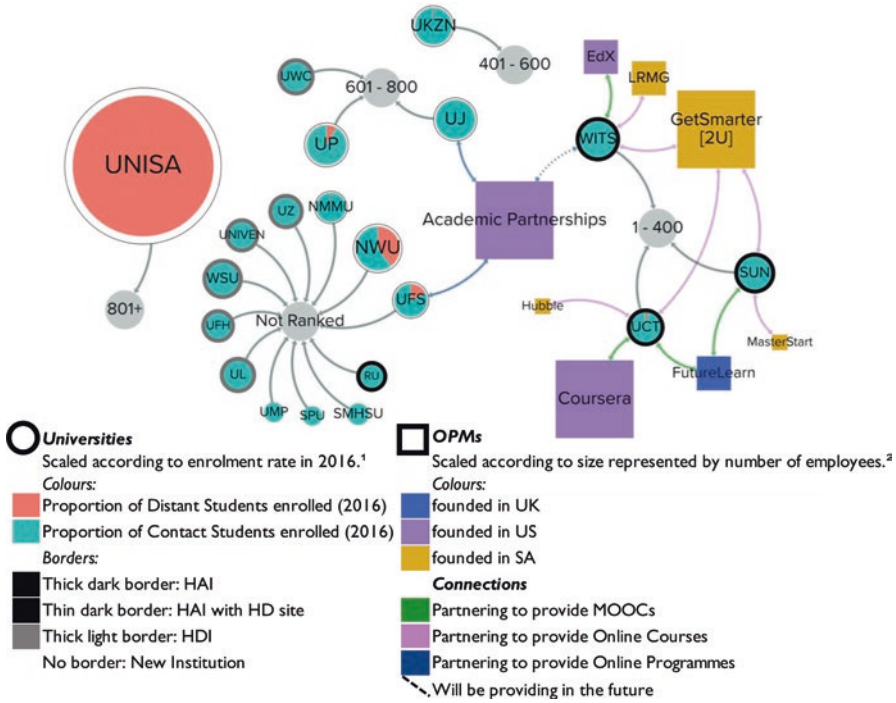 UKZN
401 - 600
EdX
LRMG
UWC
601 - 800
UP
UJ
WITS
GetSmarter
[2U]
UNISA
UZ
NMMU
UNIVEN
NWU
Academic Partnerships
1 - 400
WSU
SUN
801+
UFH
Not Ranked
UFS
Hubble
UCT
MasterStart
UL
RU
FutureLearn
UMP
SPU
SMHSU
Coursera
Universities
Scaled according to enrolment rate in 2016.¹
Colours:
Proportion of Distant Students enrolled (2016)
Proportion of Contact Students enrolled (2016)
Borders:
Thick dark border: HAI
Thin dark border: HAI with HD site
Thick light border: HDI
No border: New Institution
OPMs
Scaled according to size represented by number of employees.²
Colours:
founded in UK
founded in US
founded in SA
Connections
Partnering to provide MOOCs
Partnering to provide Online Courses
Partnering to provide Online Programmes
Will be providing in the future